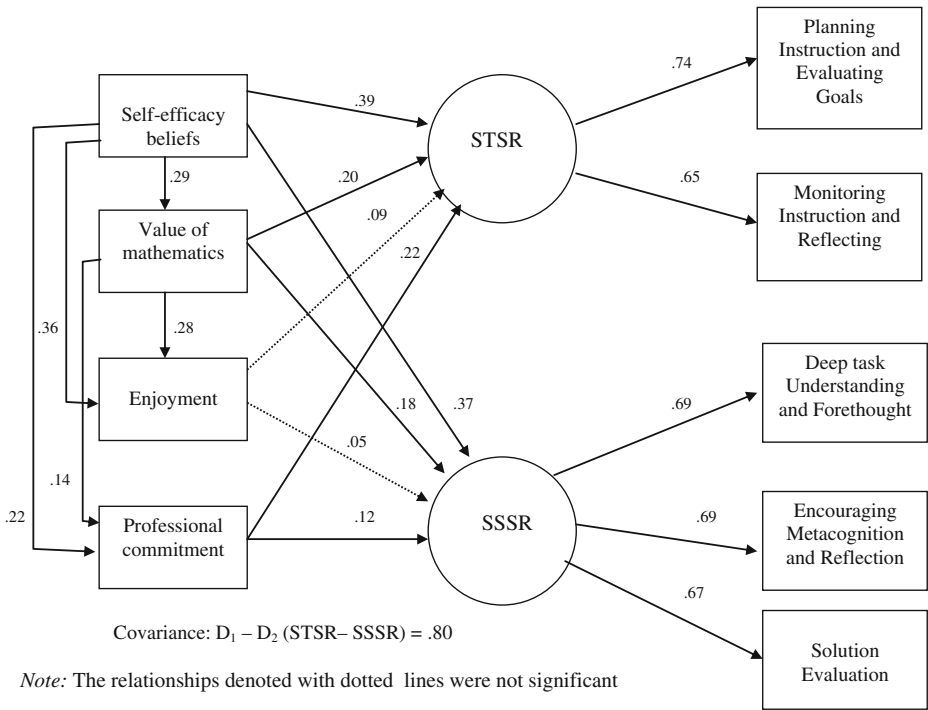 Self-efficacy
beliefs
Value of
mathematics
Enjoyment
Professional
commitment
.29
.28
.36
.14
.22
.39
.20
.09
.22
.18
.37
.05
.12
STSR
SSSR
.74
.65
.69
.69
.67
Planning
Instruction and
Evaluating
Goals
Monitoring
Instruction and
Reflecting
Deep task
Understanding
and Forethought
Encouraging
Metacognition
and Reflection
Solution
Evaluation
Covariance: D₁ – D₂ (STSR– SSSR) = .80
Note: The relationships denoted with dotted lines were not significant